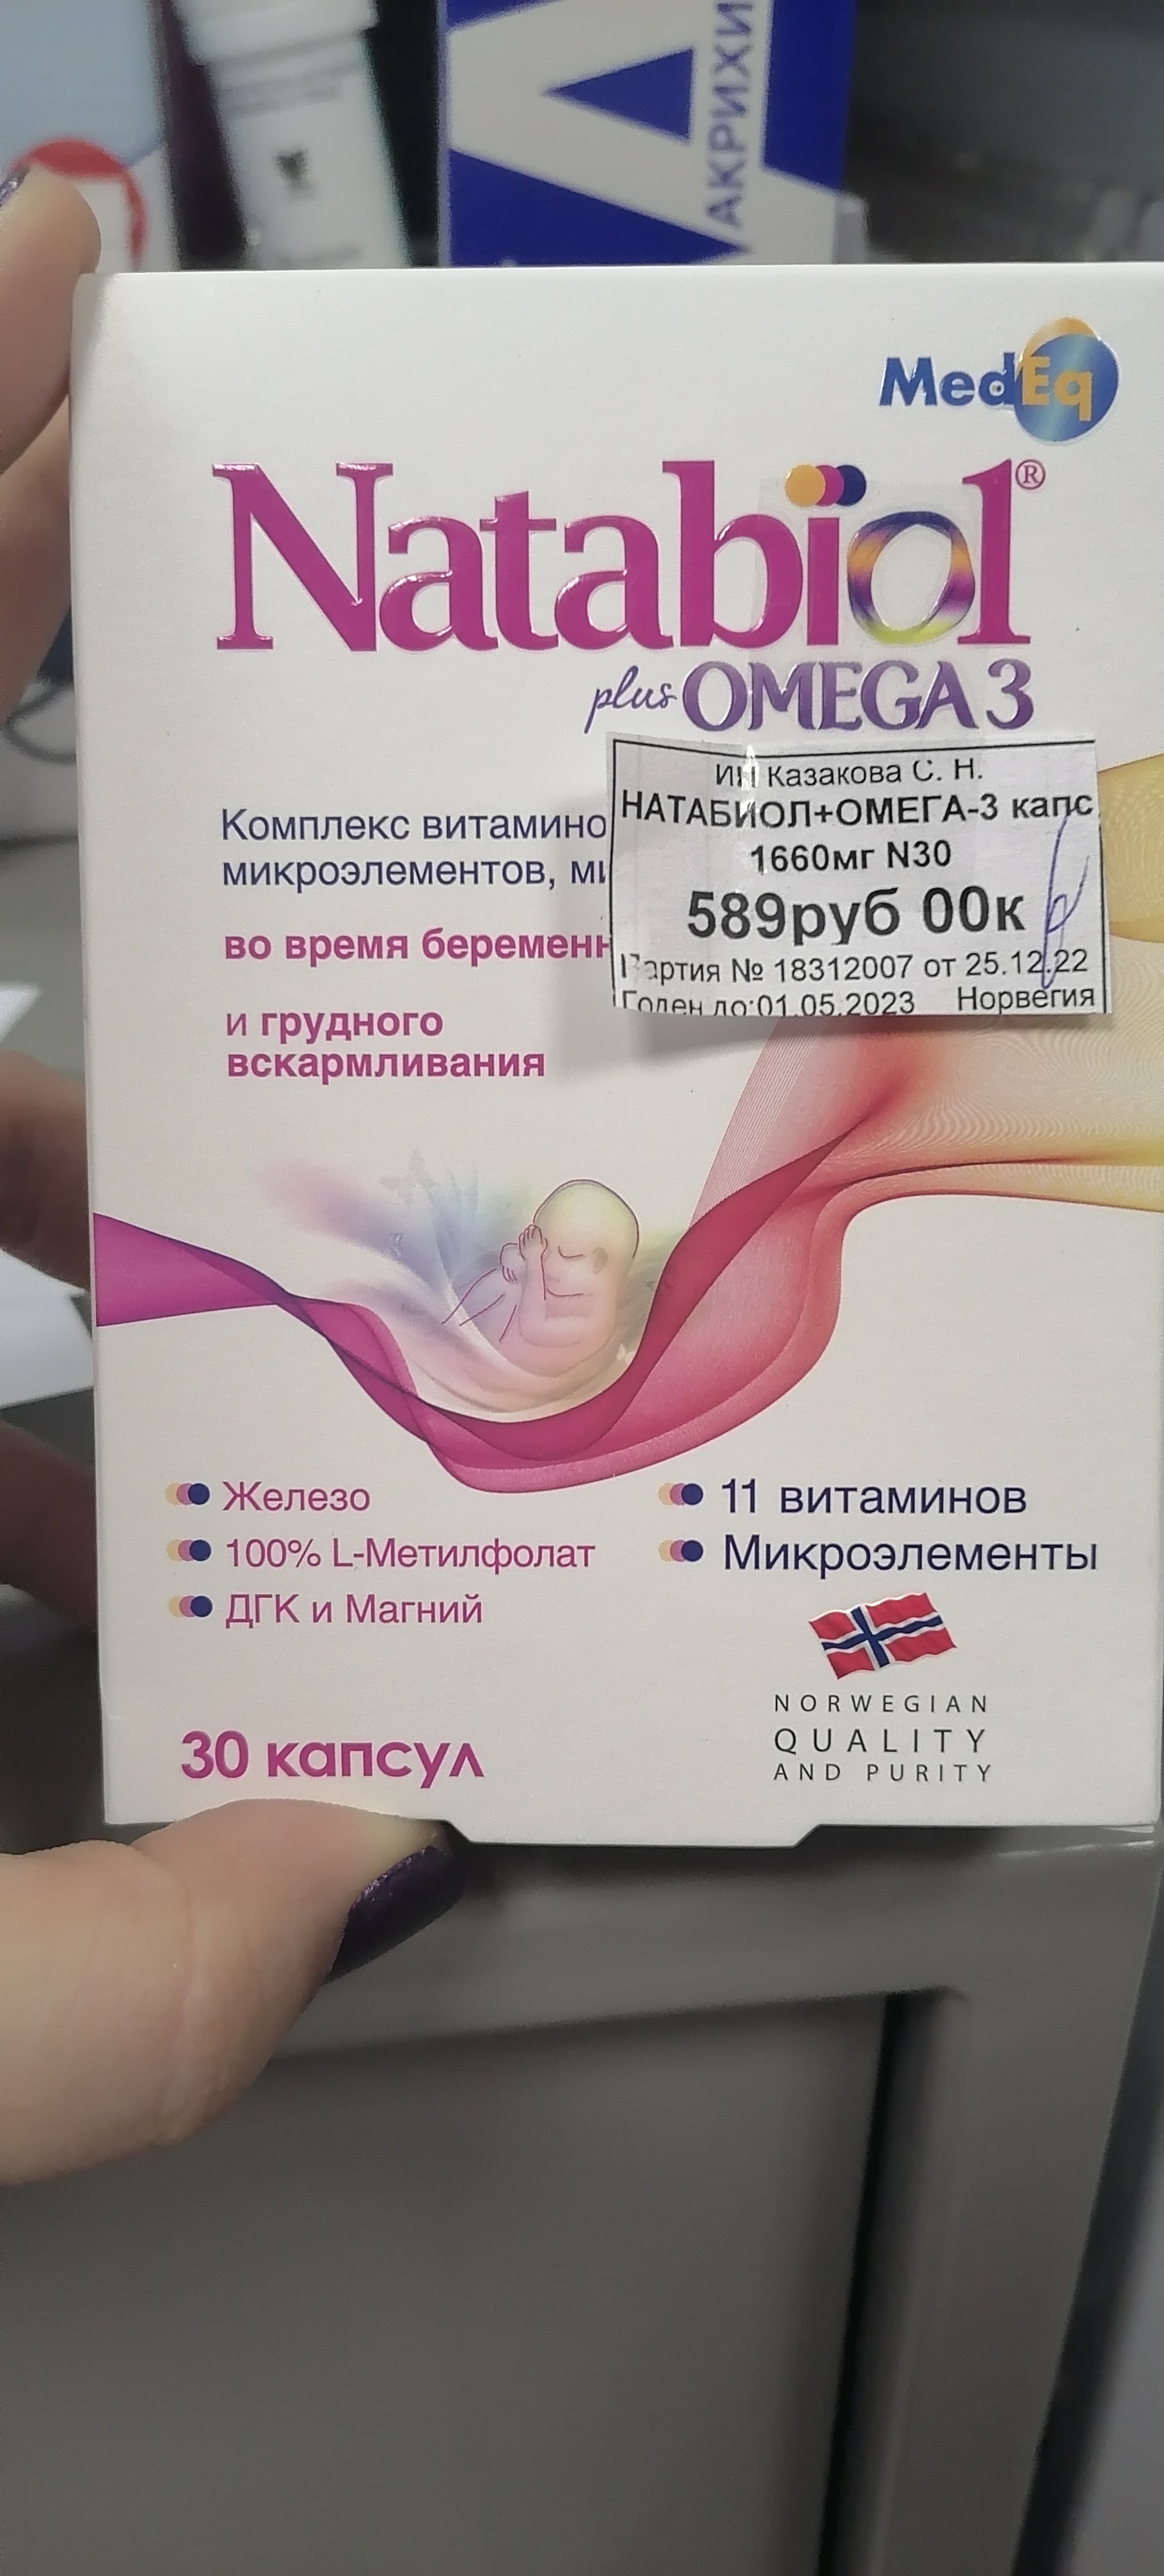 АКРИХИ
MedEq
Natabiol®
plus OMEGA 3
ИП Казакова С. Н.
НАТАБИОЛ+ОМЕГА-3 капс
1660мг N30
589руб 00к
Партия № 18312007 от 25.12.22
Годен до:01.05.2023 Норвегия
Комплекс витамино
микроэлементов, ми
во время беременн
и грудного
вскармливания
Железо
100% L-Метилфолат
ДГК и Магний
11 витаминов
Микроэлементы
NORWEGIAN
QUALITY
AND PURITY
30 капсул